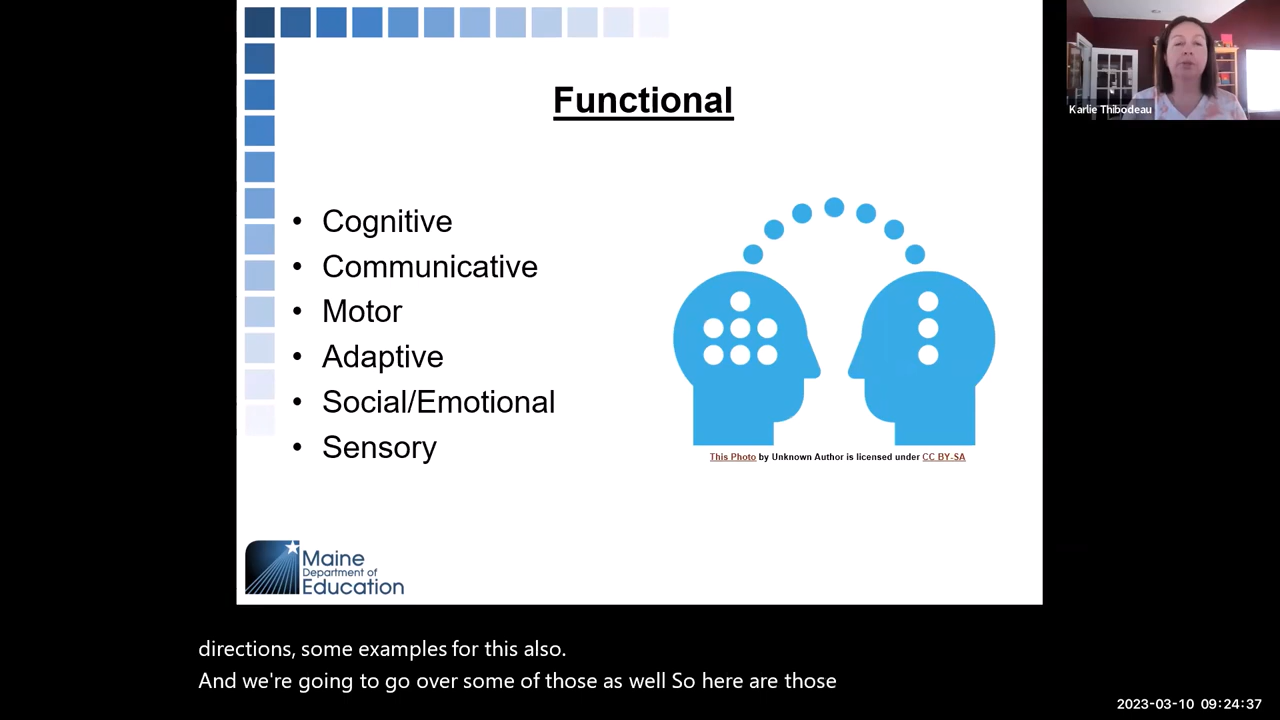 Functional
• Cognitive
• Communicative
• Motor
• Adaptive
• Social/Emotional
• Sensory
This Photo by Unknown Author is licensed under CC BY-SA
Maine
Department of
Education
Karlie Thibodeau
directions, some examples for this also.
And we're going to go over some of those as well So here are those
2023-03-10 09:24:37